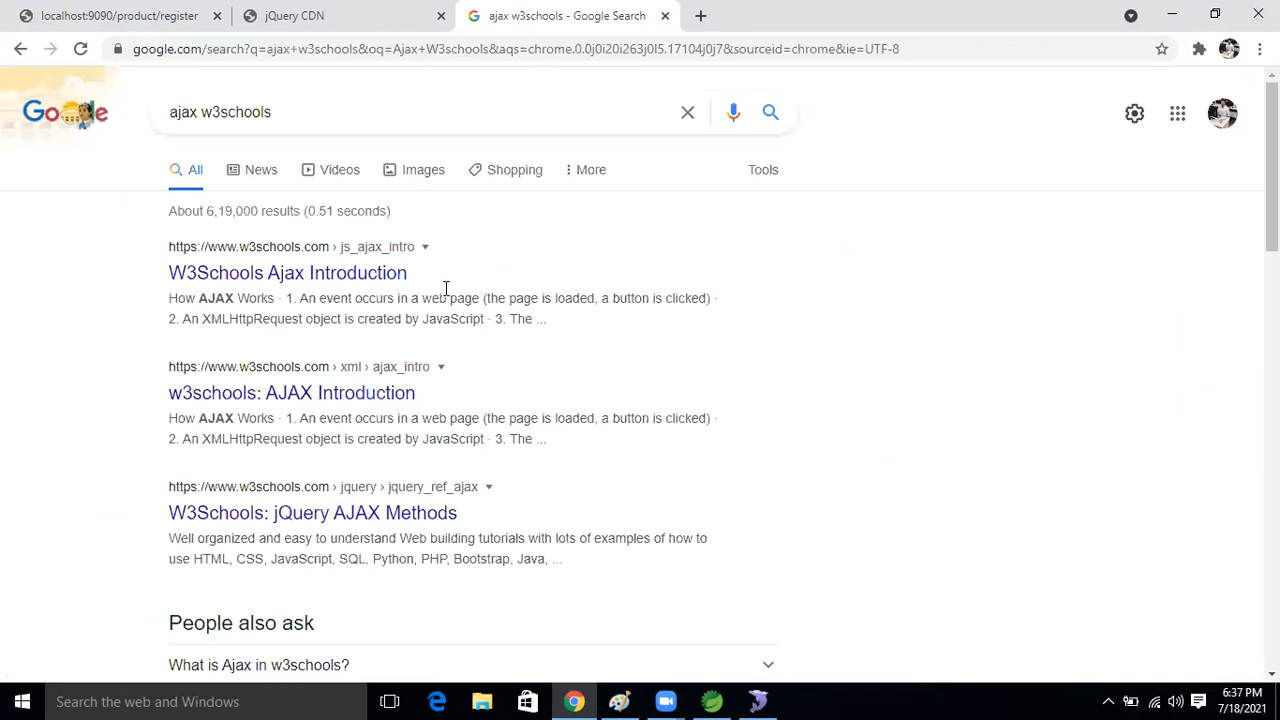 localhost:9090/product/register
jQuery CDN
ajax w3schools - Google Search
google.com/search?q=ajax+w3schools&oq=Ajax+W3schools&aqs=chrome.0.0j0i20i263j0l5.17104j0j7&sourceid=chrome&ie=UTF-8
Google
ajax w3schools
All
News
Videos
Images
Shopping
More
Tools
About 6,19,000 results (0.51 seconds)
https://www.w3schools.com › js_ajax_intro
W3Schools Ajax Introduction
How AJAX Works · 1. An event occurs in a web page (the page is loaded, a button is clicked) ·
2. An XMLHttpRequest object is created by JavaScript · 3. The ...
https://www.w3schools.com › xml › ajax_intro
w3schools: AJAX Introduction
How AJAX Works · 1. An event occurs in a web page (the page is loaded, a button is clicked) ·
2. An XMLHttpRequest object is created by JavaScript · 3. The ...
https://www.w3schools.com › jquery › jquery_ref_ajax
W3Schools: jQuery AJAX Methods
Well organized and easy to understand Web building tutorials with lots of examples of how to
use HTML, CSS, JavaScript, SQL, Python, PHP, Bootstrap, Java, ...
People also ask
What is Ajax in w3schools?
Search the web and Windows
6:37 PM
7/18/2021